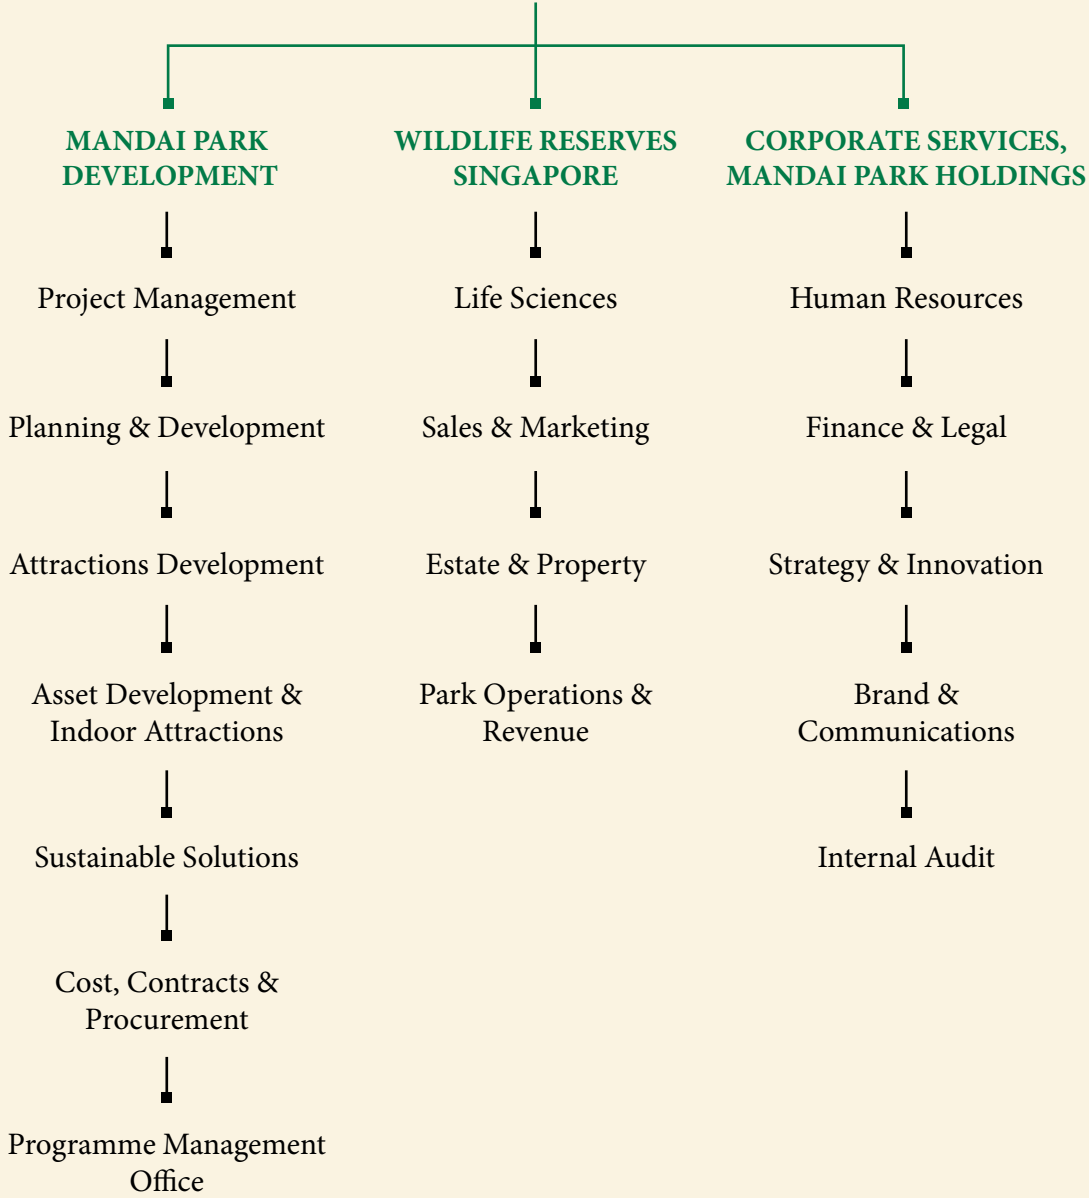 MANDAI PARK
DEVELOPMENT
Project Management
Planning & Development
Attractions Development
Asset Development &
Indoor Attractions
Sustainable Solutions
Cost, Contracts &
Procurement
Programme Management
Office
WILDLIFE RESERVES
SINGAPORE
Life Sciences
Sales & Marketing
Estate & Property
Park Operations &
Revenue
CORPORATE SERVICES,
MANDAI PARK HOLDINGS
Human Resources
Finance & Legal
Strategy & Innovation
Brand &
Communications
Internal Audit